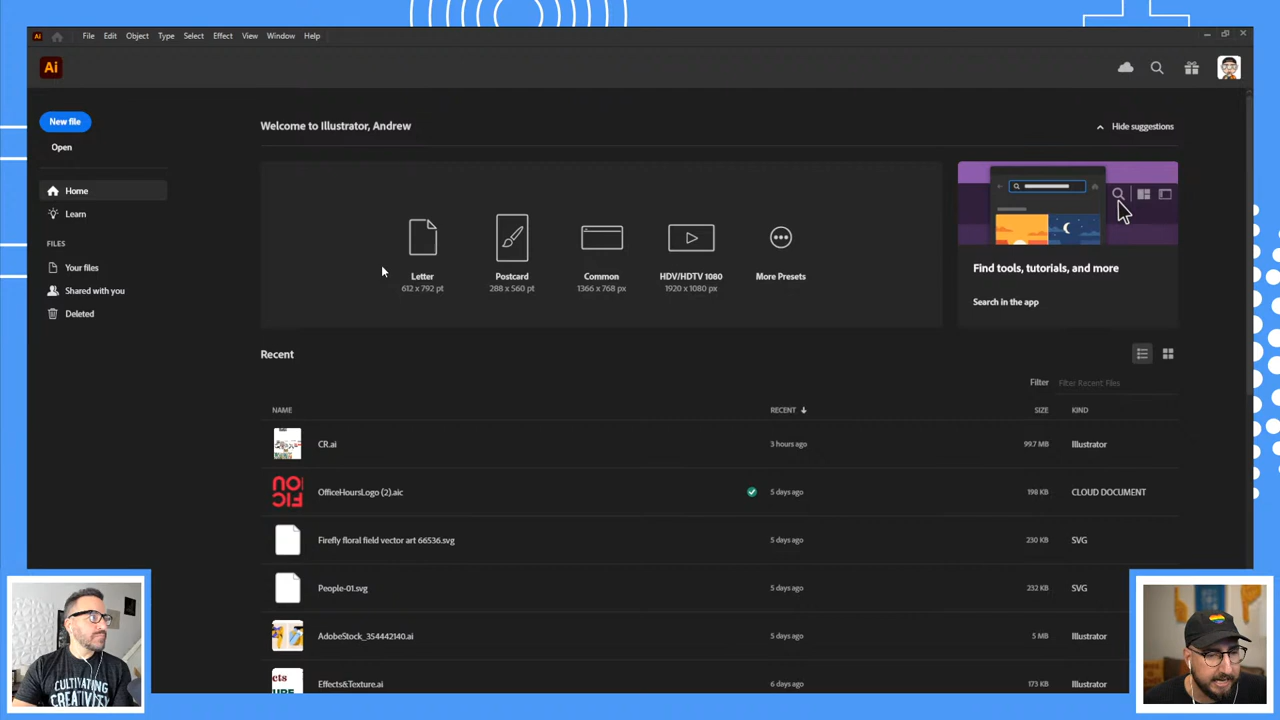 Ai File Edit Object Type Select Effect View Window Help
Ai
New file
Open
Home
Learn
FILES
Your files
Shared with you
Deleted
Welcome to Illustrator, Andrew
Hide suggestions
Letter
612 x 792 pt
Postcard
288 x 560 pt
Common
1366 x 768 px
HDV/HDTV 1080
1920 x 1080 px
More Presets
Find tools, tutorials, and more
Search in the app
Recent
Filter Filter Recent Files
NAME RECENT SIZE KIND
CR.ai 3 hours ago 99.7 MB Illustrator
OfficeHoursLogo (2).aic 5 days ago 198 KB CLOUD DOCUMENT
Firefly floral field vector art 66536.svg 5 days ago 230 KB SVG
People-01.svg 5 days ago 232 KB SVG
AdobeStock_354442140.ai 5 days ago 5 MB Illustrator
Effects&Texture.ai 6 days ago 173 KB Illustrator
CULTIVATING
CREATIVITY